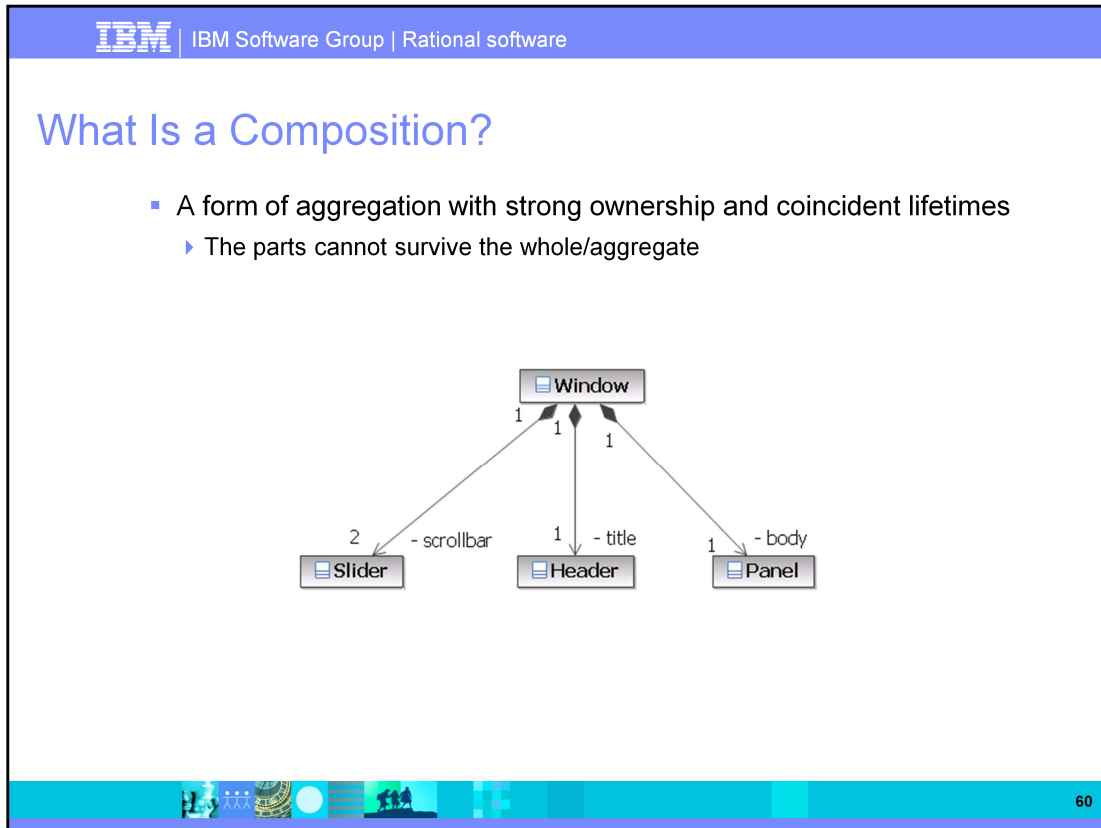 IBM | IBM Software Group | Rational software
What Is a Composition?
A form of aggregation with strong ownership and coincident lifetimes
The parts cannot survive the whole/aggregate
Window
1
1
1
2
- scrollbar
1
- title
1
- body
Slider
Header
Panel
60